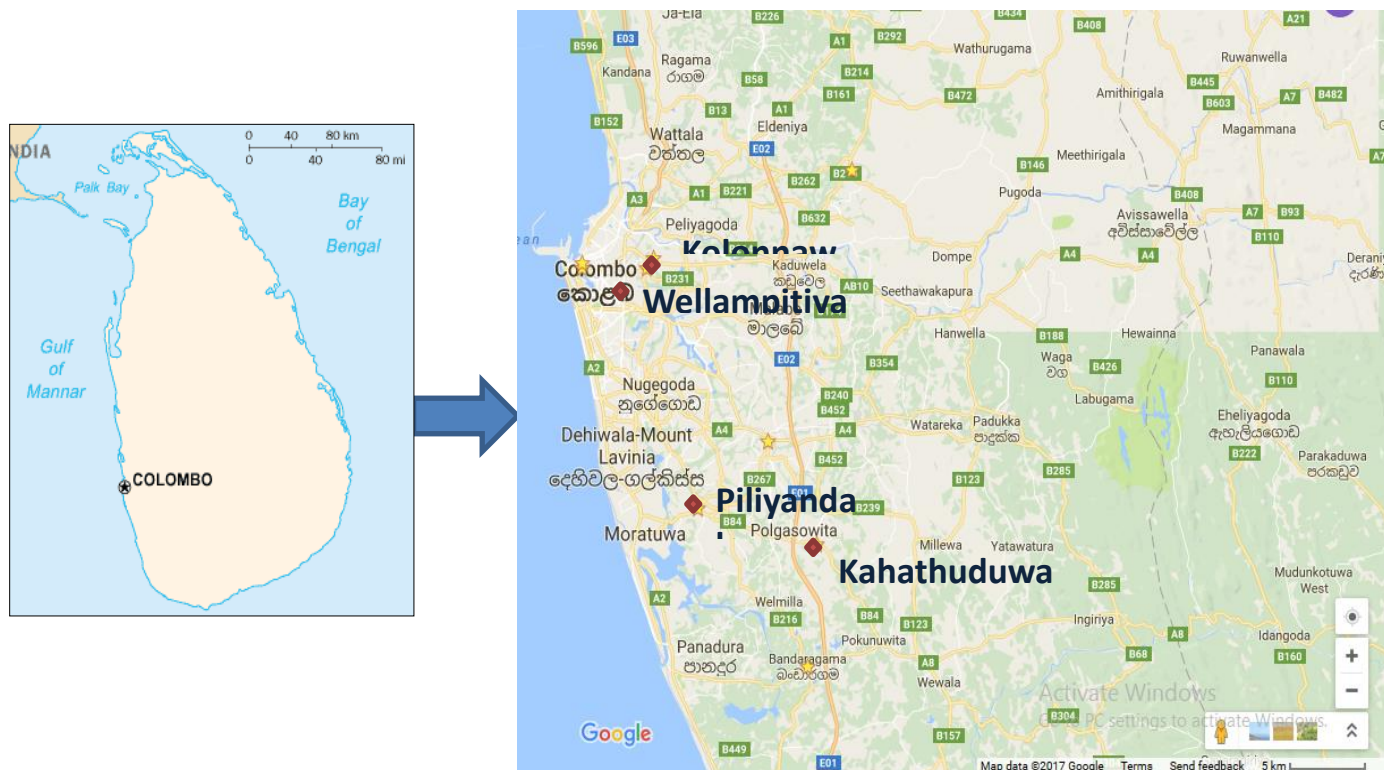 NDIA
0 40 80 km
0 40 80 mi
Palk Bay
Bay
of
Bengal
Gulf
of
Mannar
COLOMBO
Ja-Ela
B226
B434
B408
A21
B596
E03
A1
B292
Wathurugama
Ruwanwella
Ragama
රාගම
Kandana
B58
B214
B161
B472
Amithirigala
B445
B603
A7
B482
B152
B13
A1
Eldeniya
Magammana
Wattala
වත්තල
E02
Meethirigala
A7
B146
B262
A3
A1
B221
Pugoda
B408
Peliyagoda
B632
Avissawella
අවිස්සාවේල්ල
A7
B93
B110
ean
Kolonnaw
Dompe
A4
A4
Deraniy
Colombo
කොළඹ
B231
Kaduwela
කඩුවෙල
AB10
Seethawakapura
Wellampitiya
මාලබේ
Hanwella
B188
Hewainna
E02
B354
Waga
වග
B426
Panawala
A2
B110
Nugegoda
නුගේගොඩ
B240
B452
Labugama
Eheliyagoda
ඇහැලියගොඩ
Watareka
Padukka
පාදුක්ක
Dehiwala-Mount
Lavinia
දෙහිවල-ගල්කිස්ස
A4
A4
B222
B452
B285
Parakaduwa
පරකඩුව
B267
E01
B123
Piliyanda
B239
B84
Moratuwa
Polgasowita
Millewa
Yatawatura
Kahathuduwa
B285
Mudunkotuwa
West
A2
Welmilla
B216
B84
B123
Ingiriya
A8
Idangoda
Pokunuwita
B68
B160
Panadura
පානදුර
Bandaragama
බණ්ඩාරගම
A8
Wewala
Activate Windows
Go to PC settings to activate Windows.
B304
Google
B157
B449
E01
Map data ©2017 Google Terms Send feedback 5 km